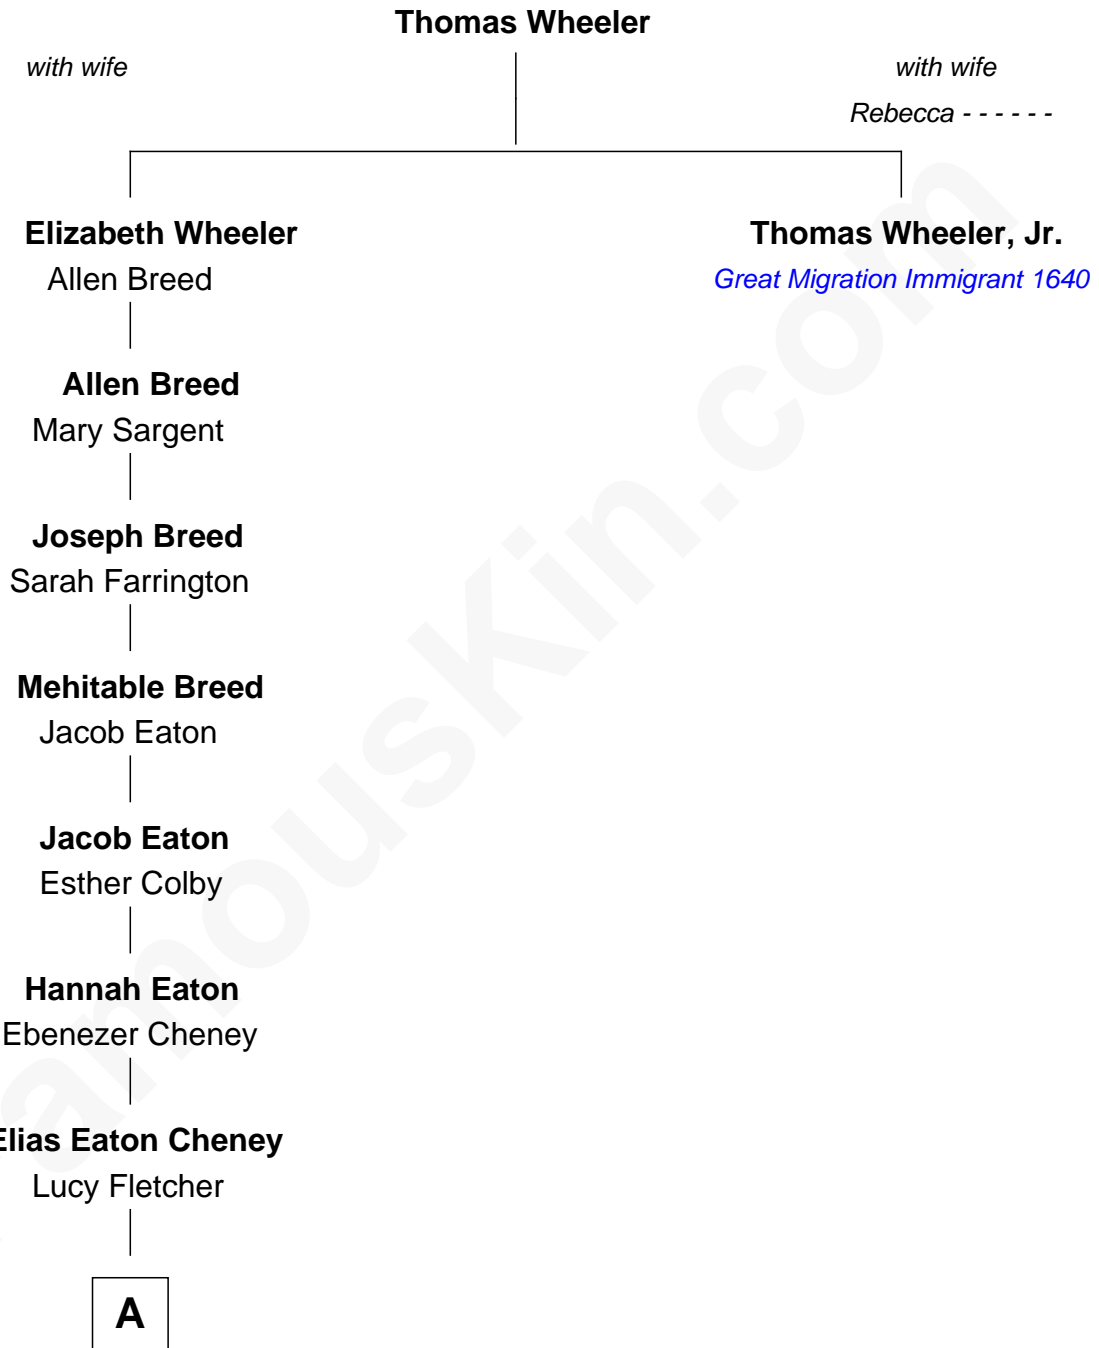 Thomas Wheeler
with wife
with wife
Rebecca - - - - - -
Elizabeth Wheeler
Allen Breed
Thomas Wheeler, Jr.
Great Migration Immigrant 1640
Allen Breed
Mary Sargent
Joseph Breed
Sarah Farrington
Mehitable Breed
Jacob Eaton
Jacob Eaton
Esther Colby
Hannah Eaton
Ebenezer Cheney
Elias Eaton Cheney
Lucy Fletcher
A
amouskin.com